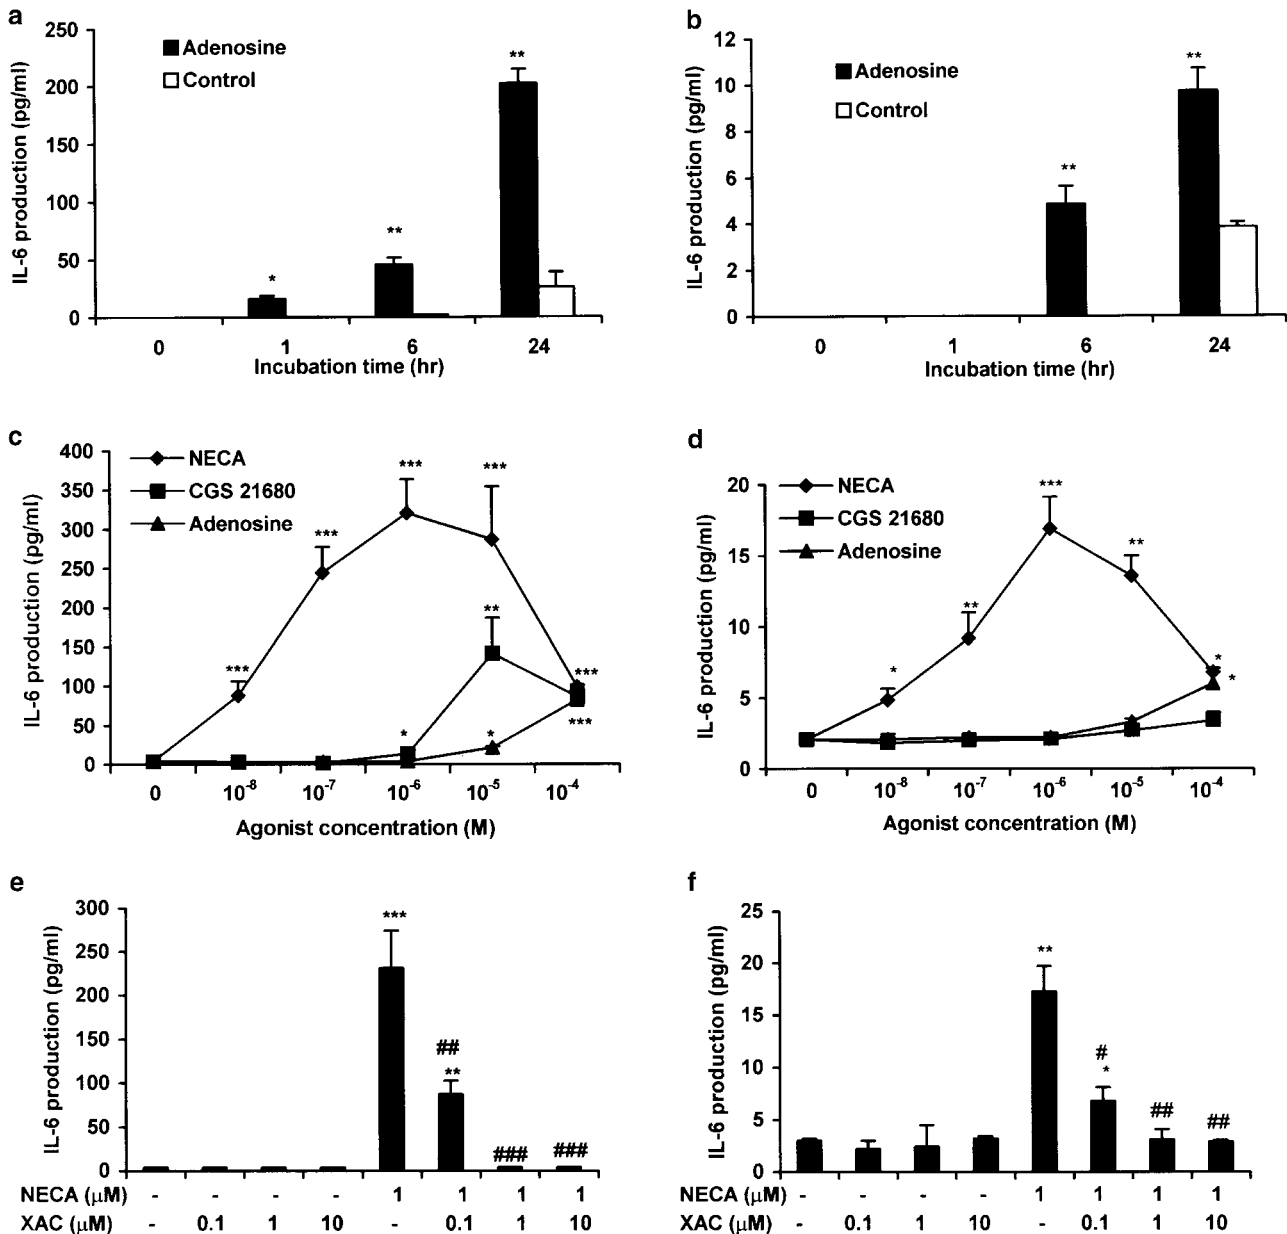 a
IL-6 production (pg/ml)
250
200
150
100
50
0
Adenosine
Control
*
**
**
0 1 6 24
Incubation time (hr)
b
IL-6 production (pg/ml)
12
10
8
6
4
2
0
Adenosine
Control
**
**
0 1 6 24
Incubation time (hr)
c
IL-6 production (pg/ml)
400
350
300
250
200
150
100
50
0
NECA
CGS 21680
Adenosine
***
***
***
***
**
*
*
***
***
0 10⁻⁸ 10⁻⁷ 10⁻⁶ 10⁻⁵ 10⁻⁴
Agonist concentration (M)
d
IL-6 production (pg/ml)
20
15
10
5
0
NECA
CGS 21680
Adenosine
*
**
***
**
*
*
0 10⁻⁸ 10⁻⁷ 10⁻⁶ 10⁻⁵ 10⁻⁴
Agonist concentration (M)
e
IL-6 production (pg/ml)
300
250
200
150
100
50
0
***
##
**
###
###
NECA (μM) - - - - 1 1 1 1
XAC (μM) - 0.1 1 10 - 0.1 1 10
f
IL-6 production (pg/ml)
25
20
15
10
5
0
**
#
*
##
##
NECA (μM) - - - - 1 1 1 1
XAC (μM) - 0.1 1 10 - 0.1 1 10